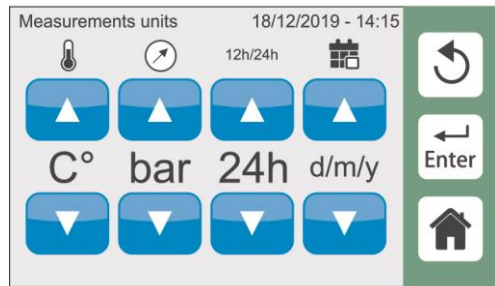 Measurements units 18/12/2019 - 14:15
12h/24h
C° bar 24h d/m/y
Enter